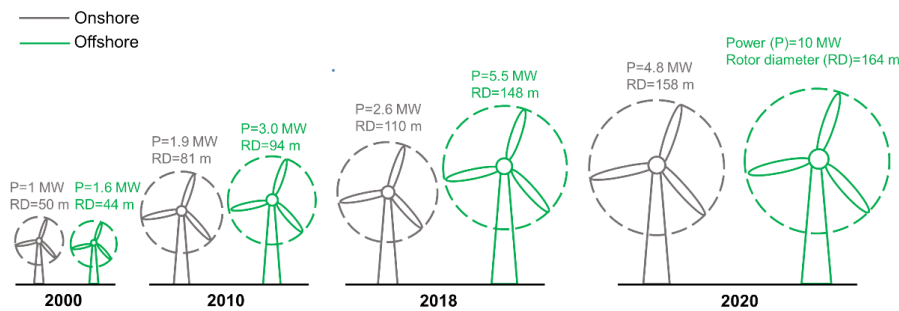 Onshore
Offshore
P=1 MW
RD=50 m
P=1.6 MW
RD=44 m
2000
P=1.9 MW
RD=81 m
P=3.0 MW
RD=94 m
2010
P=2.6 MW
RD=110 m
P=5.5 MW
RD=148 m
2018
P=4.8 MW
RD=158 m
Power (P)=10 MW
Rotor diameter (RD)=164 m
2020